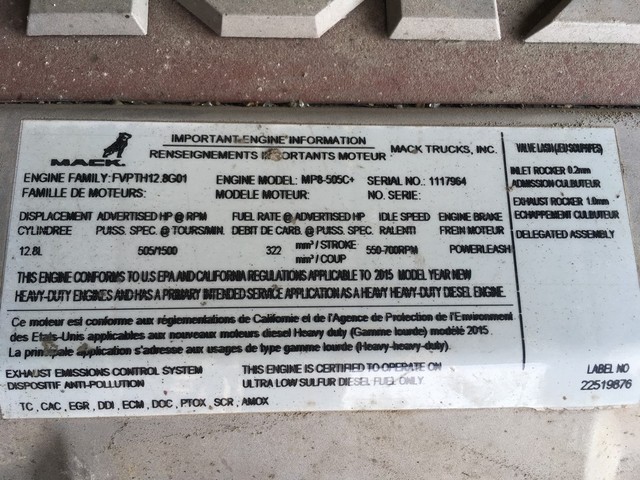 IMPORTANT ENGINE INFORMATION
MACK.
RENSEIGNEMENTS IMPORTANTS MOTEUR
MACK TRUCKS, INC.
ENGINE FAMILY:FVPTH12.8G01
ENGINE MODEL: MP8-505C+
SERIAL NO.: 1117964
FAMILLE DE MOTEURS:
MODELE MOTEUR:
NO. SERIE:
DISPLACEMENT ADVERTISED HP @ RPM FUEL RATE @ ADVERTISED HP IDLE SPEED ENGINE BRAKE
CYLINDREE PUISS. SPEC. @ TOURS/MIN. DEBIT DE CARB. @ PUISS. SPEC. RALENTI FREIN MOTEUR
12.8L 505/1500 322 mm³ / STROKE 550-700RPM POWERLEASH
mm³ / COUP
THIS ENGINE CONFORMS TO U.S EPA AND CALIFORNIA REGULATIONS APPLICABLE TO 2015 MODEL YEAR NEW
HEAVY-DUTY ENGINES AND HAS A PRIMARY INTENDED SERVICE APPLICATION AS A HEAVY HEAVY-DUTY DIESEL ENGINE.
Ce moteur est conforme aux réglementations de Californie et de l'Agence de Protection de l'Environment
des Etats-Unis applicables aux nouveaux moteurs diesel Heavy duty (Gamme lourde) modélé 2015.
La principale application s'adresse aux usages de type gamme lourde (Heavy-heavy-duty).
EXHAUST EMISSIONS CONTROL SYSTEM
DISPOSITIF ANTI-POLLUTION
THIS ENGINE IS CERTIFIED TO OPERATE ON
ULTRA LOW SULFUR DIESEL FUEL ONLY.
TC , CAC , EGR , DDI , ECM , DOC , PTOX , SCR , AMOX
VALVE LASH (JEU SOUPAPES)
INLET ROCKER 0.2mm
ADMISSION CULBUTEUR
EXHAUST ROCKER 1.0mm
ECHAPPEMENT CULBUTEUR
DELEGATED ASSEMBLY
LABEL NO
22519876